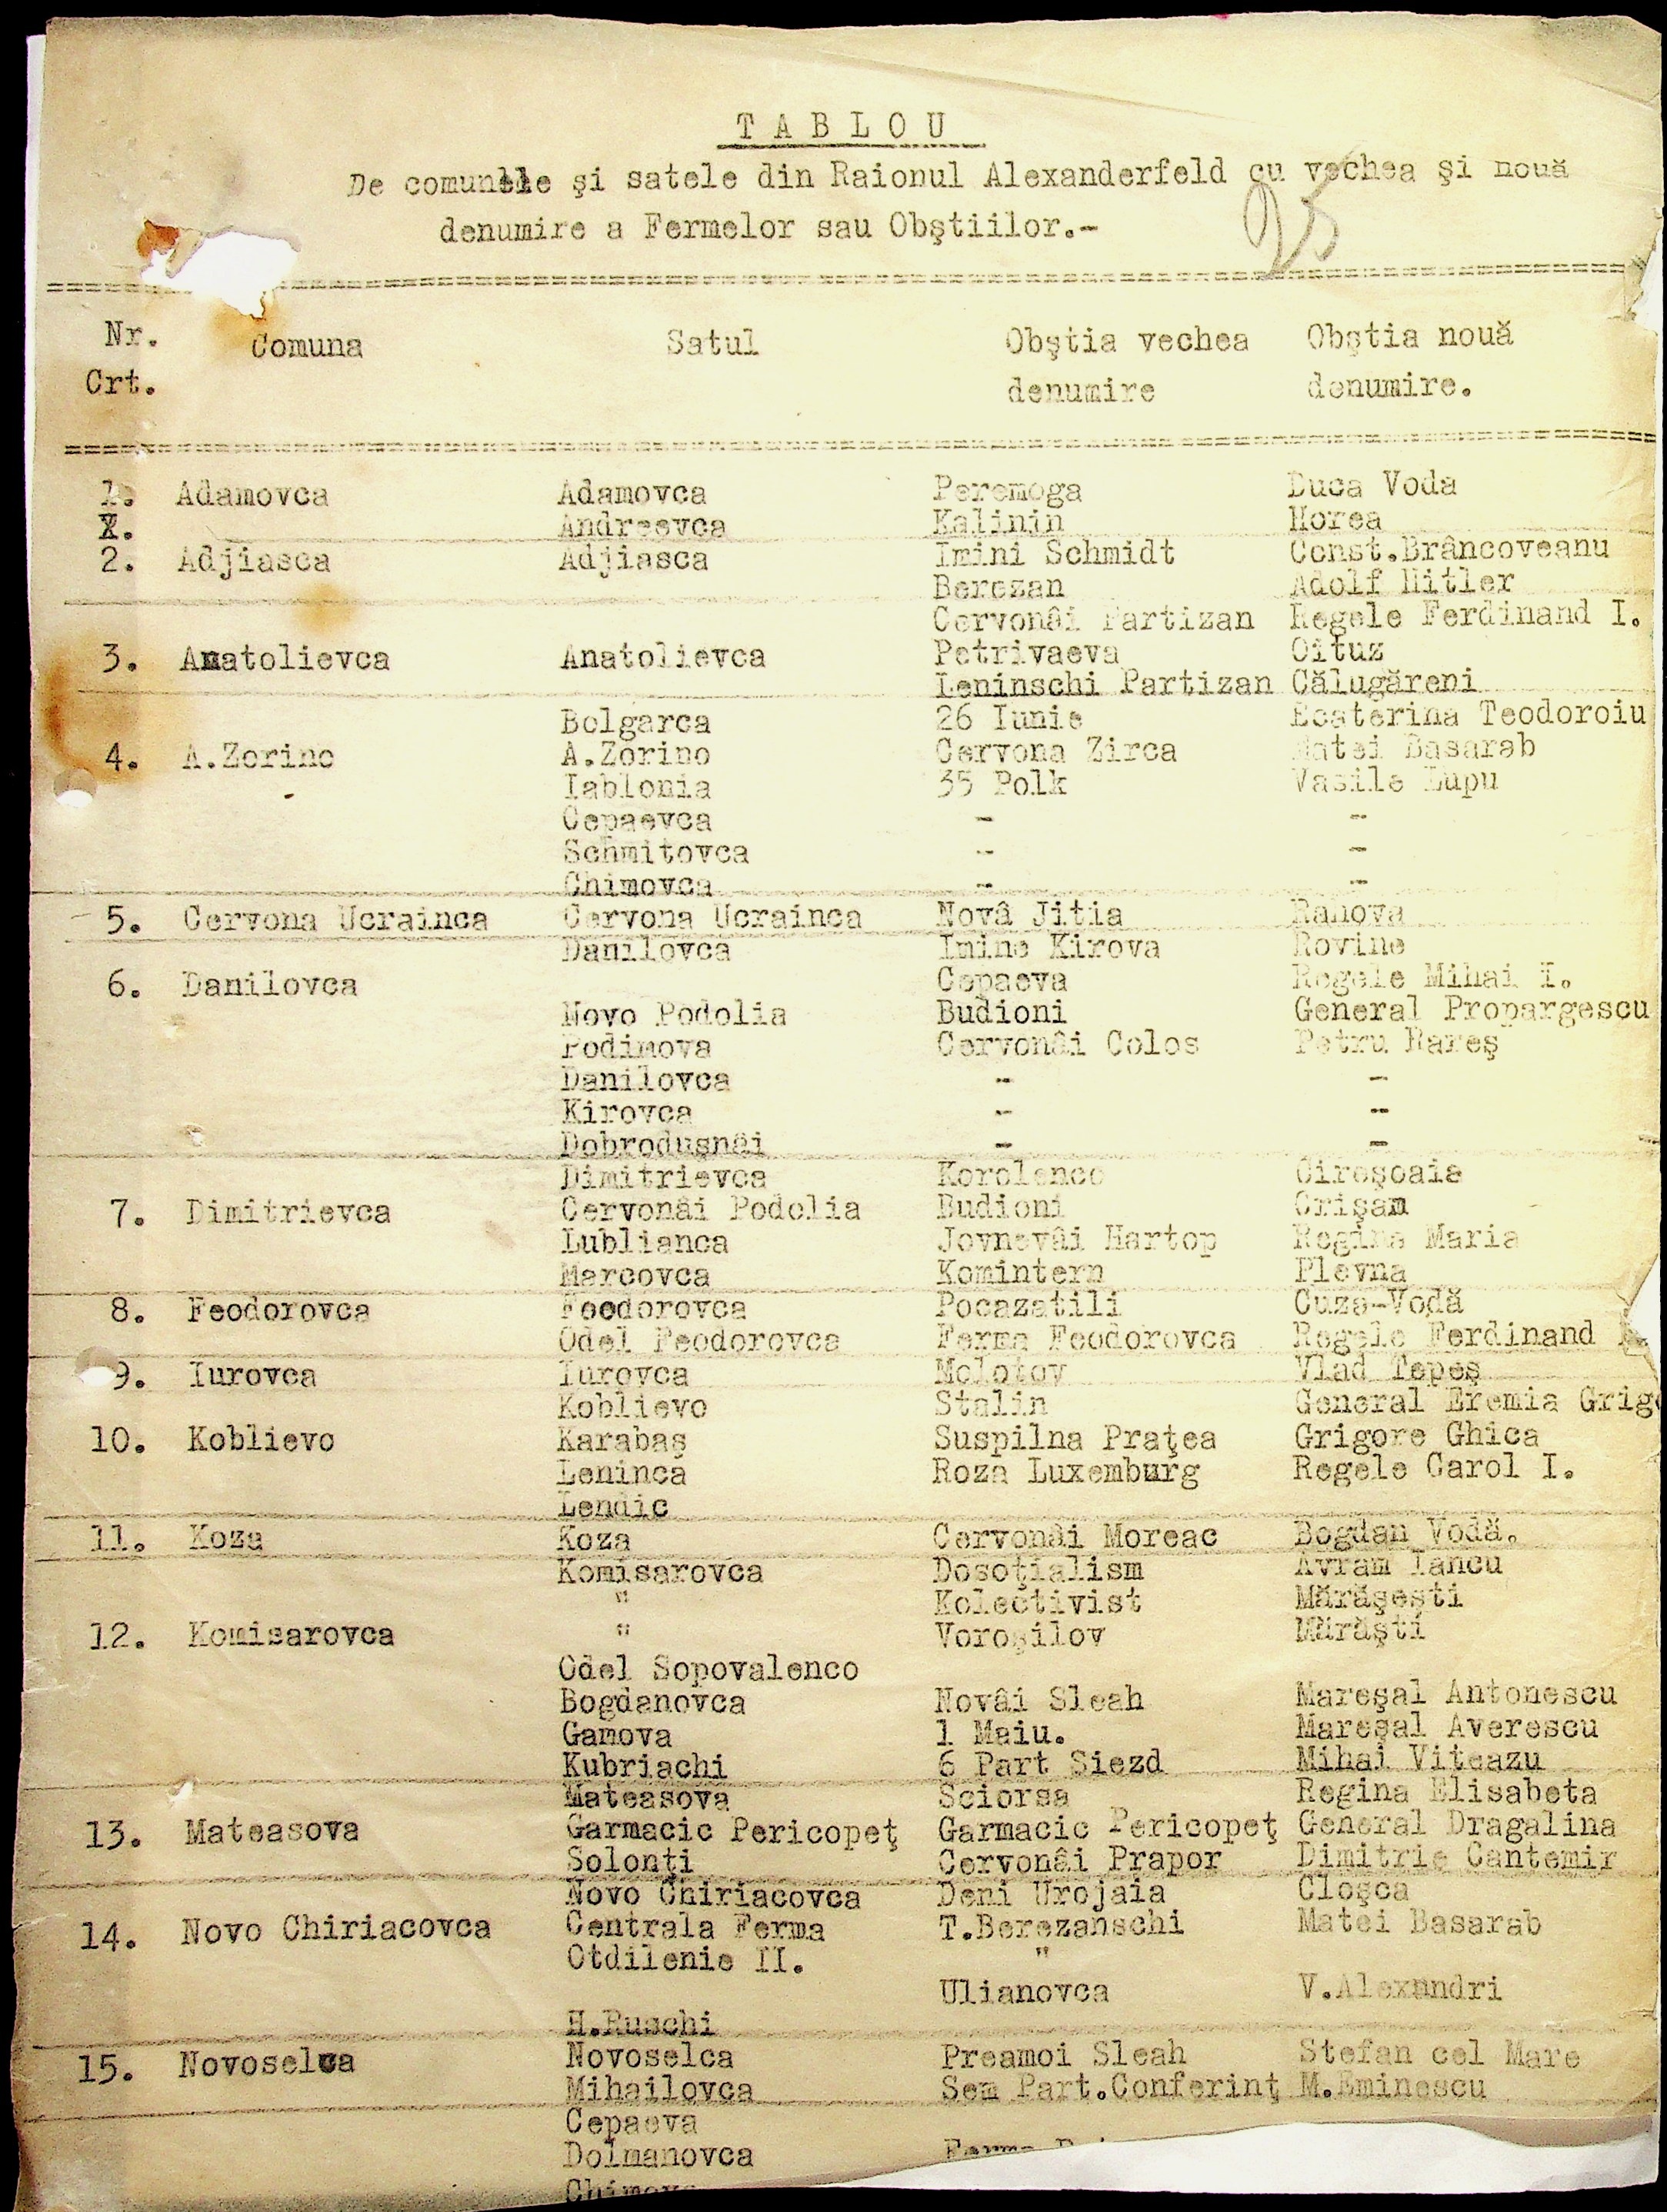 T A B L O U
De comunele şi satele din Raionul Alexanderfeld cu vechea şi nouă
denumire a Fermelor sau Obştiilor.-
25
Nr. Crt. Comuna Satul Obştia vechea denumire Obştia nouă denumire.
1. Adamovca Adamovca Peremoga Duca Voda
X. Andreevca Kalinin Horea
2. Adjiasca Adjiasca Imini Schmidt Const.Brâncoveanu
Berezan Adolf Hitler
Cervonâi Partizan Regele Ferdinand I.
3. Anatolievca Anatolievca Petrivaeva Oituz
Leninschi Partizan Călugăreni
Bolgarca 26 Iunie Ecaterina Teodoroiu
4. A.Zorino A.Zorino Cervona Zirca Matei Basarab
- Iablonia 35 Polk Vasile Lupu
Cepaevca - -
Schmitovca - -
Chimovca - -
5. Cervona Ucrainca Cervona Ucrainca Novâ Jitia Rahova
Danilovca Imine Kirova Rovine
6. Danilovca Cepaeva Regele Mihai I.
Novo Podolia Budioni General Propargescu
Podimova Cervonâi Colos Petru Rareş
Danilovca - -
Kirovca - -
Dobroduşnâi - -
Dimitrievca Korolenco Ciroşoaia
7. Dimitrievca Cervonâi Podolia Budioni Crişan
Lublianca Jovnevâi Hartop Regina Maria
Marcovca Komintern Plevna
8. Feodorovca Feodorovca Pocazatili Cuza-Vodă
Odel Feodorovca Ferma Feodorovca Regele Ferdinand
9. Iurovca Iurovca Molotov Vlad Tepeş
Koblievo Stalin General Eremia Grigo
10. Koblievo Karabaş Suspilna Praţea Grigore Ghica
Leninca Roza Luxemburg Regele Carol I.
Lendic
11. Koza Koza Cervonâi Moreac Bogdan Vodă.
Komisarovca Dosoţialism Avram Iancu
" Kolectivist Mărăşeşti
12. Komisarovca " Voroşilov Mărăşti
Odel Sopovalenco
Bogdanovca Novâi Sleah Mareşal Antonescu
Gamova 1 Maiu. Mareşal Averescu
Kubriachi 6 Part Siezd Mihai Viteazu
Mateasova Sciorsa Regina Elisabeta
13. Mateasova Garmacic Pericopeţ Garmacic Pericopeţ General Dragalina
Solonţi Cervonâi Prapor Dimitrie Cantemir
Novo Chiriacovca Deni Urojaia Cloşca
14. Novo Chiriacovca Centrala Ferma T.Berezanschi Matei Basarab
Otdilenie II. "
Ulianovca V.Alexandri
H.Ruschi
15. Novoselca Novoselca Preamoi Sleah Stefan cel Mare
Mihailovca Sem Part.Conferinţ M.Eminescu
Cepaeva
Dolmanovca Ferma